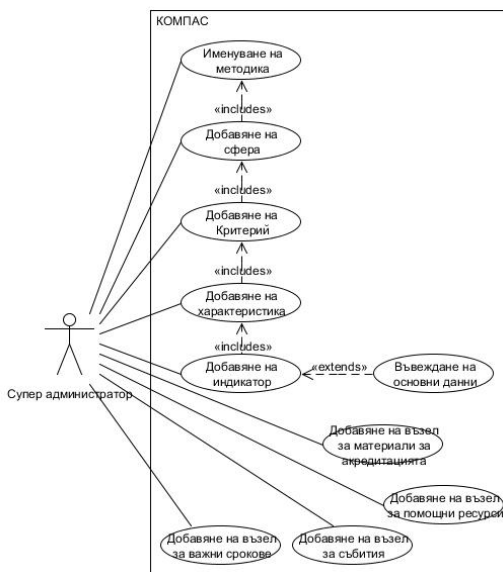 КОМПАС
Именуване на
методика
«includes»
Добавяне на
сфера
«includes»
Добавяне на
Критерий
«includes»
Добавяне на
характеристика
«includes»
Добавяне на
индикатор
«extends»
Въвеждане на
основни данни
Супер администратор
Добавяне на възел
за материали за
акредитацията
Добавяне на възел
за помощни ресурси
Добавяне на възел
за важни срокове
Добавяне на възел
за събития